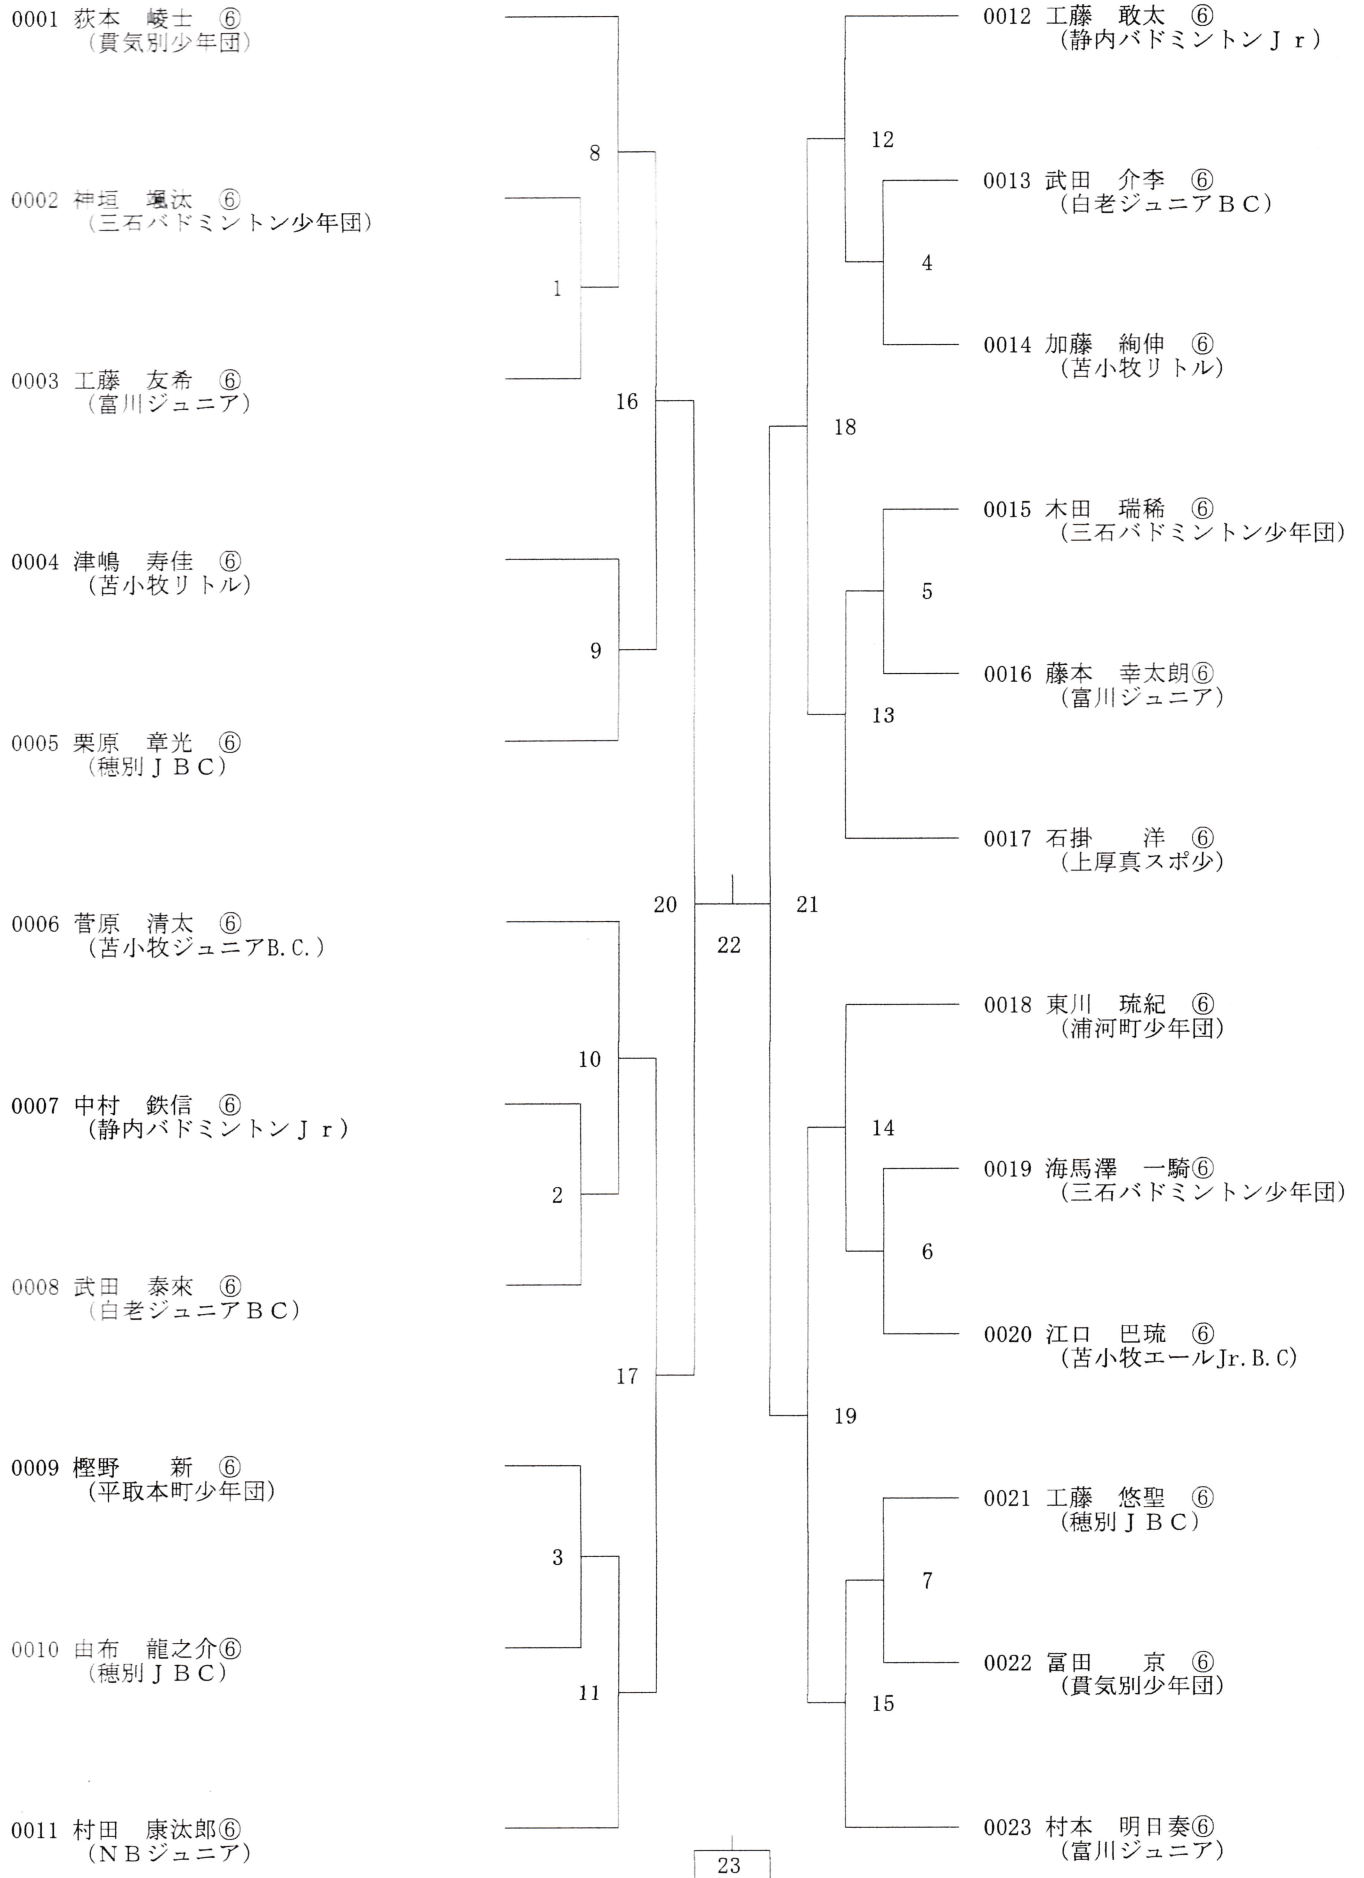 0001 荻本　崚士　⑥
（貫気別少年団）
8
0002 神垣　颯汰　⑥
（三石バドミントン少年団）
1
0003 工藤　友希　⑥
（富川ジュニア）
16
0004 津嶋　寿佳　⑥
（苫小牧リトル）
9
0005 栗原　章光　⑥
（穂別ＪＢＣ）
20
0006 菅原　清太　⑥
（苫小牧ジュニアB.C.）
10
0007 中村　鉄信　⑥
（静内バドミントンＪｒ）
2
0008 武田　泰來　⑥
（白老ジュニアＢＣ）
17
0009 樫野　　新　⑥
（平取本町少年団）
3
0010 由布　龍之介⑥
（穂別ＪＢＣ）
11
0011 村田　康汰郎⑥
（ＮＢジュニア）
22
23
0012 工藤　敢太　⑥
（静内バドミントンＪｒ）
12
0013 武田　介李　⑥
（白老ジュニアＢＣ）
4
0014 加藤　絢伸　⑥
（苫小牧リトル）
18
0015 木田　瑞稀　⑥
（三石バドミントン少年団）
5
0016 藤本　幸太朗⑥
（富川ジュニア）
13
0017 石掛　　洋　⑥
（上厚真スポ少）
21
0018 東川　琉紀　⑥
（浦河町少年団）
14
0019 海馬澤　一騎⑥
（三石バドミントン少年団）
6
0020 江口　巴琉　⑥
（苫小牧エールJr.B.C）
19
0021 工藤　悠聖　⑥
（穂別ＪＢＣ）
7
0022 冨田　　京　⑥
（貫気別少年団）
15
0023 村本　明日奏⑥
（富川ジュニア）